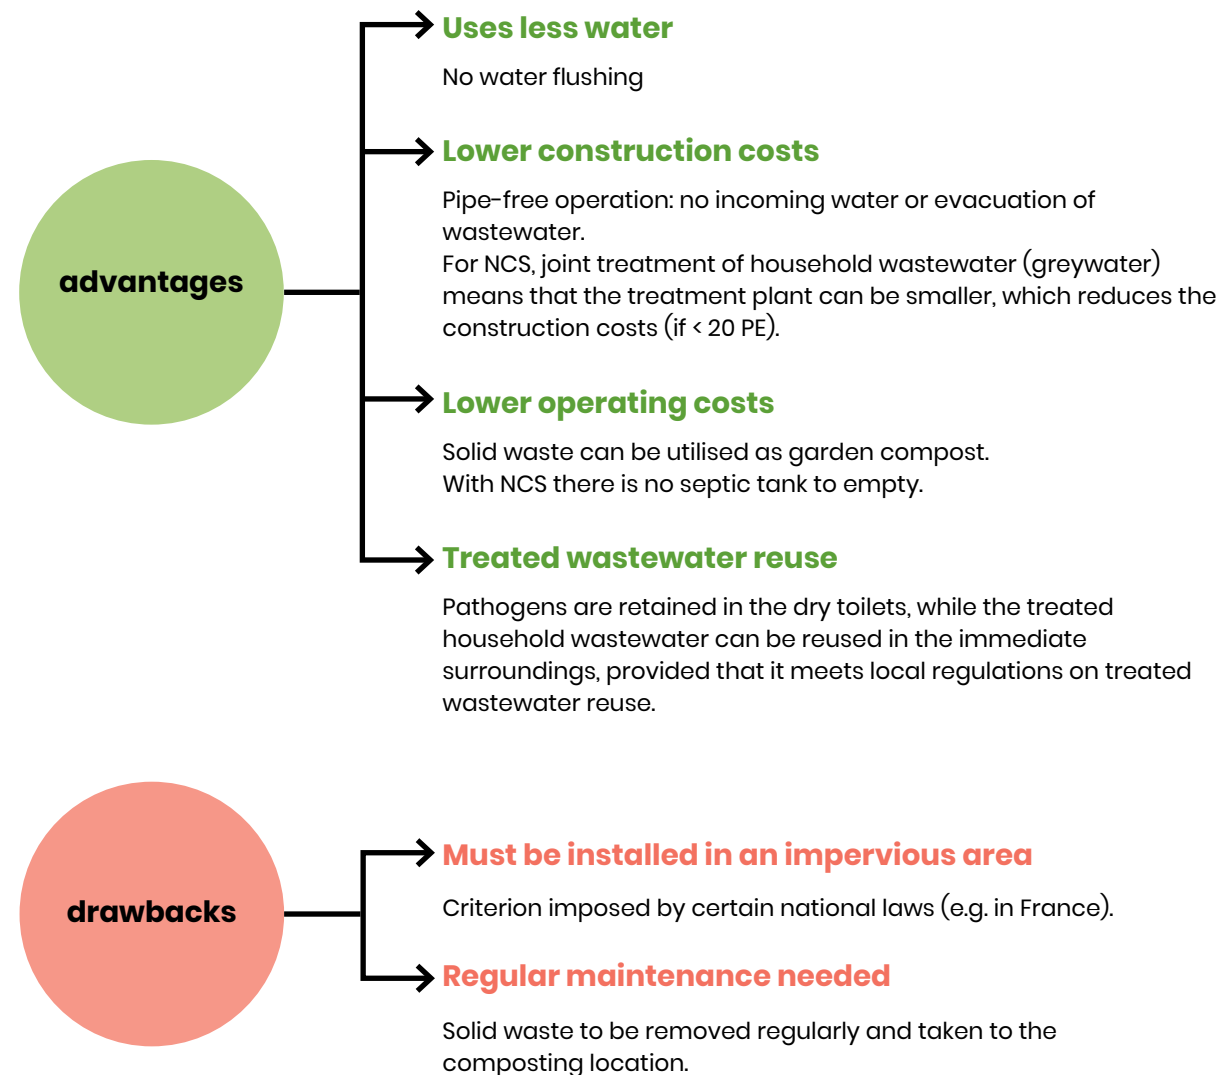 Uses less water
No water flushing
Lower construction costs
Pipe-free operation: no incoming water or evacuation of
wastewater.
For NCS, joint treatment of household wastewater (greywater)
means that the treatment plant can be smaller, which reduces the
construction costs (if < 20 PE).
advantages
Lower operating costs
Solid waste can be utilised as garden compost.
With NCS there is no septic tank to empty.
Treated wastewater reuse
Pathogens are retained in the dry toilets, while the treated
household wastewater can be reused in the immediate
surroundings, provided that it meets local regulations on treated
wastewater reuse.
Must be installed in an impervious area
Criterion imposed by certain national laws (e.g. in France).
drawbacks
Regular maintenance needed
Solid waste to be removed regularly and taken to the
composting location.